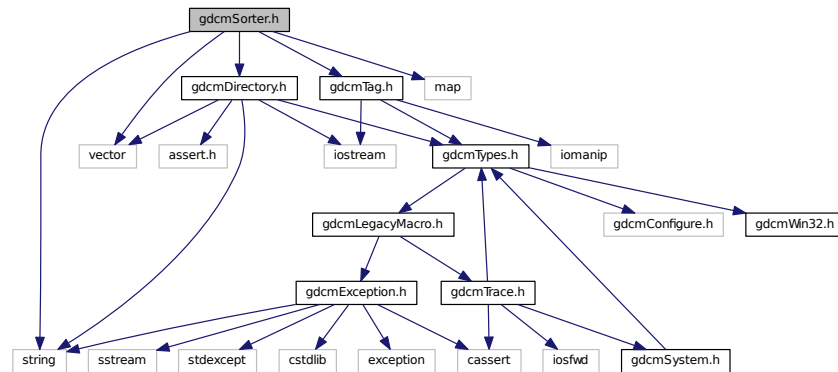 gdcmSorter.h
gdcmDirectory.h
gdcmTag.h
map
vector
assert.h
iostream
gdcmTypes.h
iomanip
gdcmLegacyMacro.h
gdcmConfigure.h
gdcmWin32.h
gdcmException.h
gdcmTrace.h
string
sstream
stdexcept
cstdlib
exception
cassert
iosfwd
gdcmSystem.h